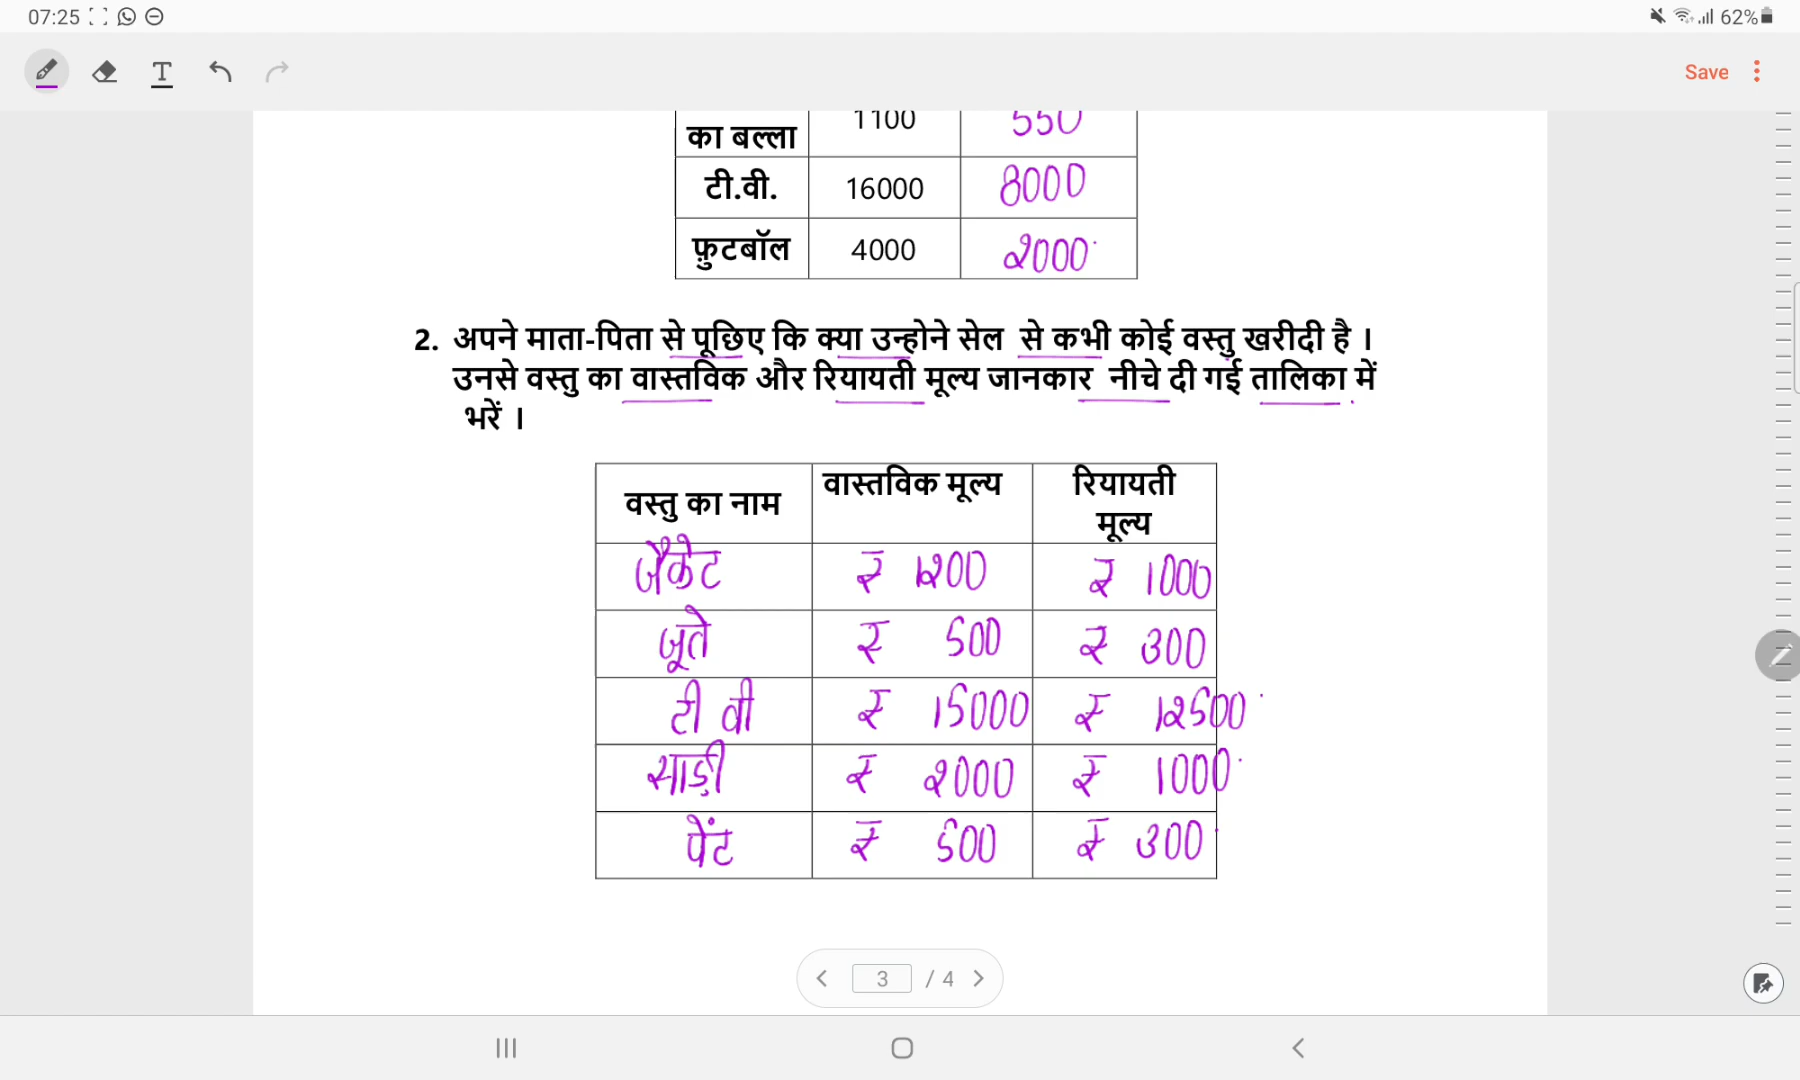 07:25 62%
Save
का बल्ला 1100 550
टी.वी. 16000 8000
फ़ुटबॉल 4000 2000
2. अपने माता-पिता से पूछिए कि क्या उन्होने सेल से कभी कोई वस्तु खरीदी है ।
उनसे वस्तु का वास्तविक और रियायती मूल्य जानकार नीचे दी गई तालिका में
भरें ।
वस्तु का नाम वास्तविक मूल्य रियायती
मूल्य
जैकेट ₹ 1200 ₹ 1000
जूते ₹ 500 ₹ 300
टी वी ₹ 15000 ₹ 12500
साड़ी ₹ 2000 ₹ 1000
पेंट ₹ 500 ₹ 300
3 / 4